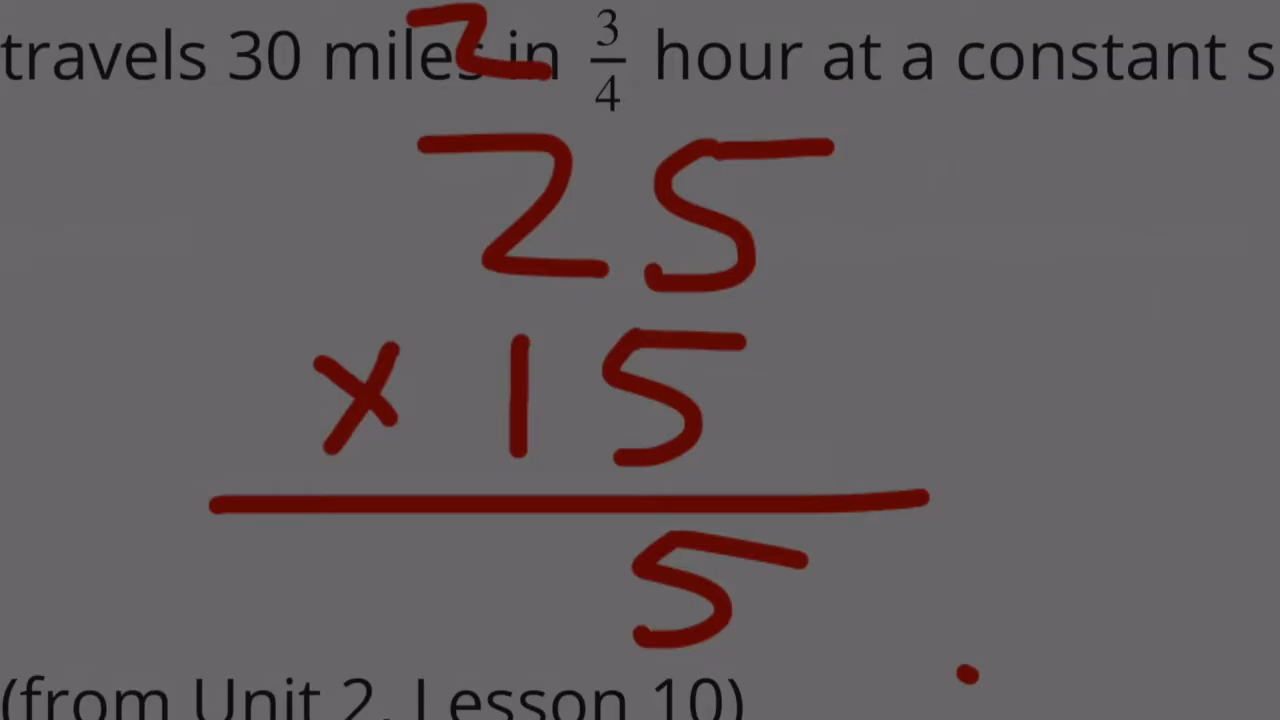 2
travels 30 miles in 3/4 hour at a constant s
25
× 15
5
(from Unit 2, Lesson 10)